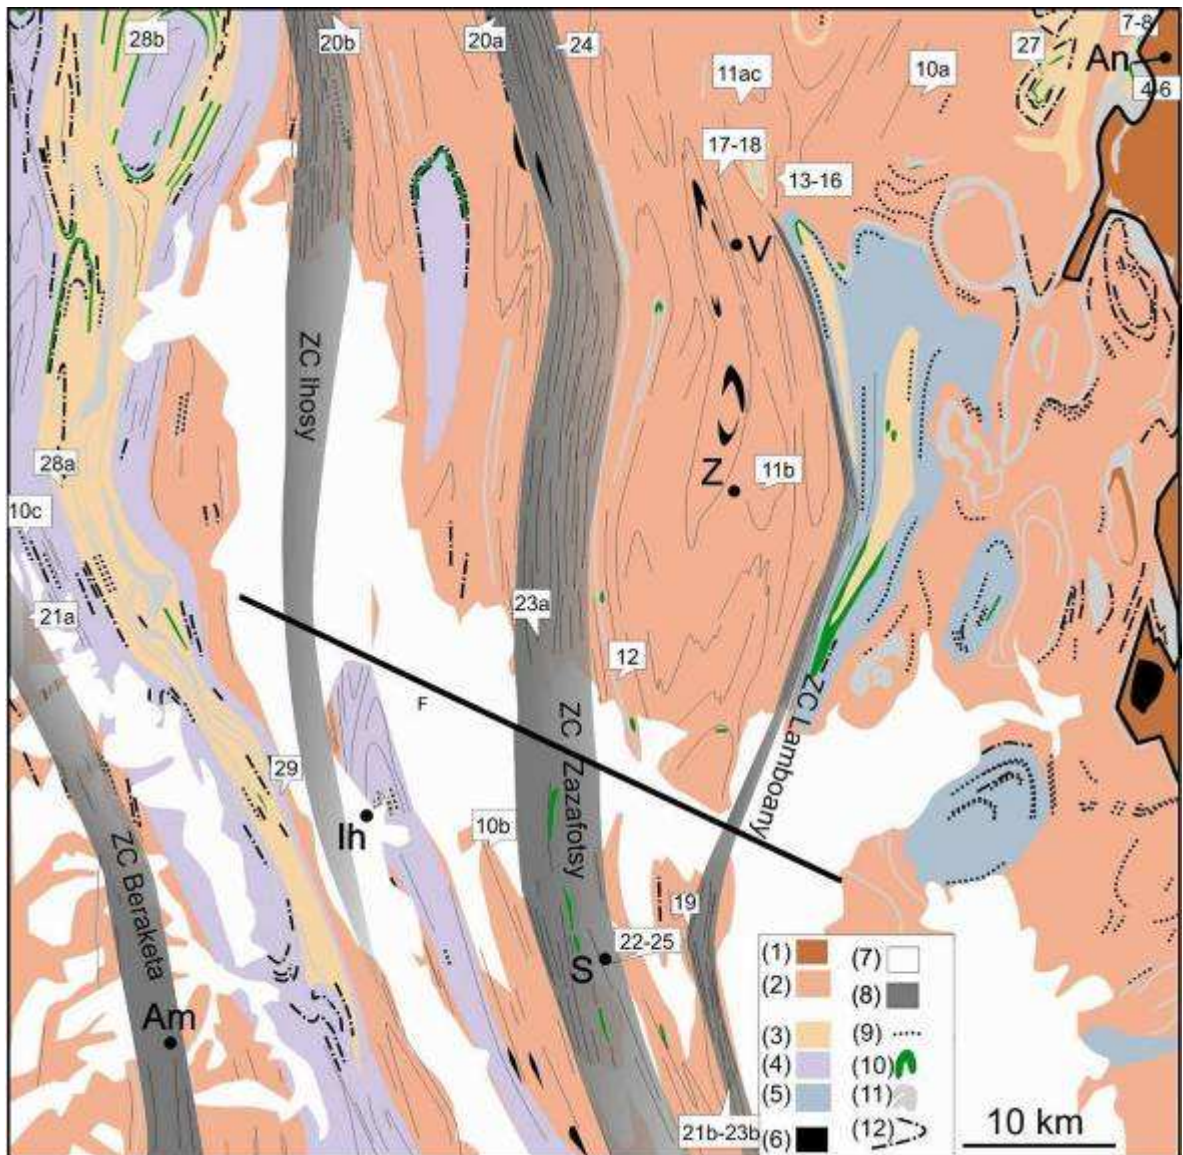 28b
20b
20a
24
27
7-8
An
4-6
11ac
10a
17-18
13-16
V
ZC Ihosy
28a
Z
11b
10c
21a
23a
12
F
ZC Lamboany
ZC Zazafotsy
29
Ih
10b
ZC Beraketa
19
22-25
S
Am
21b-23b
(1)
(2)
(3)
(4)
(5)
(6)
(7)
(8)
(9)
(10)
(11)
(12)
10 km